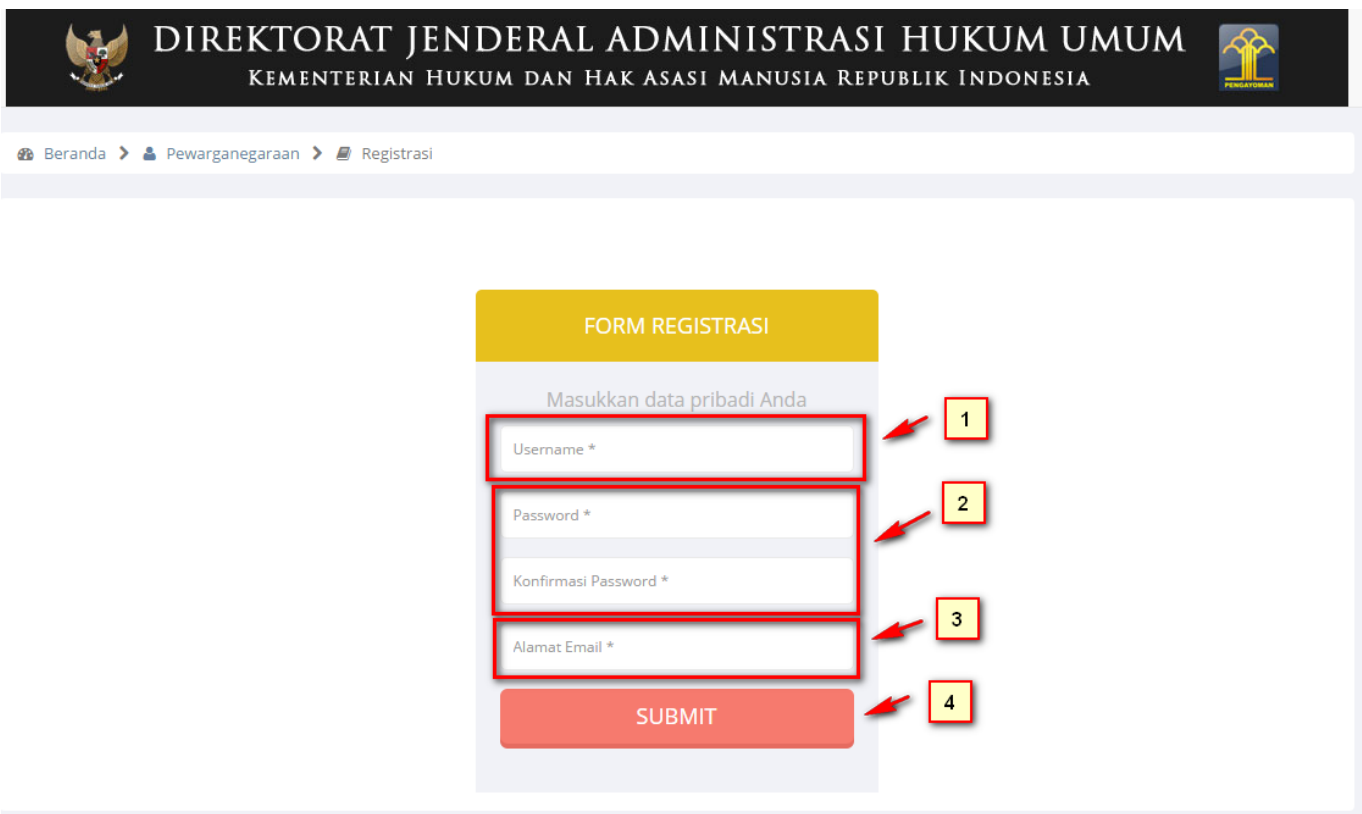 DIREKTORAT JENDERAL ADMINISTRASI HUKUM UMUM
KEMENTERIAN HUKUM DAN HAK ASASI MANUSIA REPUBLIK INDONESIA
PENGAYOMAN
Beranda > Pewarganegaraan > Registrasi
FORM REGISTRASI
Masukkan data pribadi Anda
Username *
1
Password *
2
Konfirmasi Password *
Alamat Email *
3
SUBMIT
4